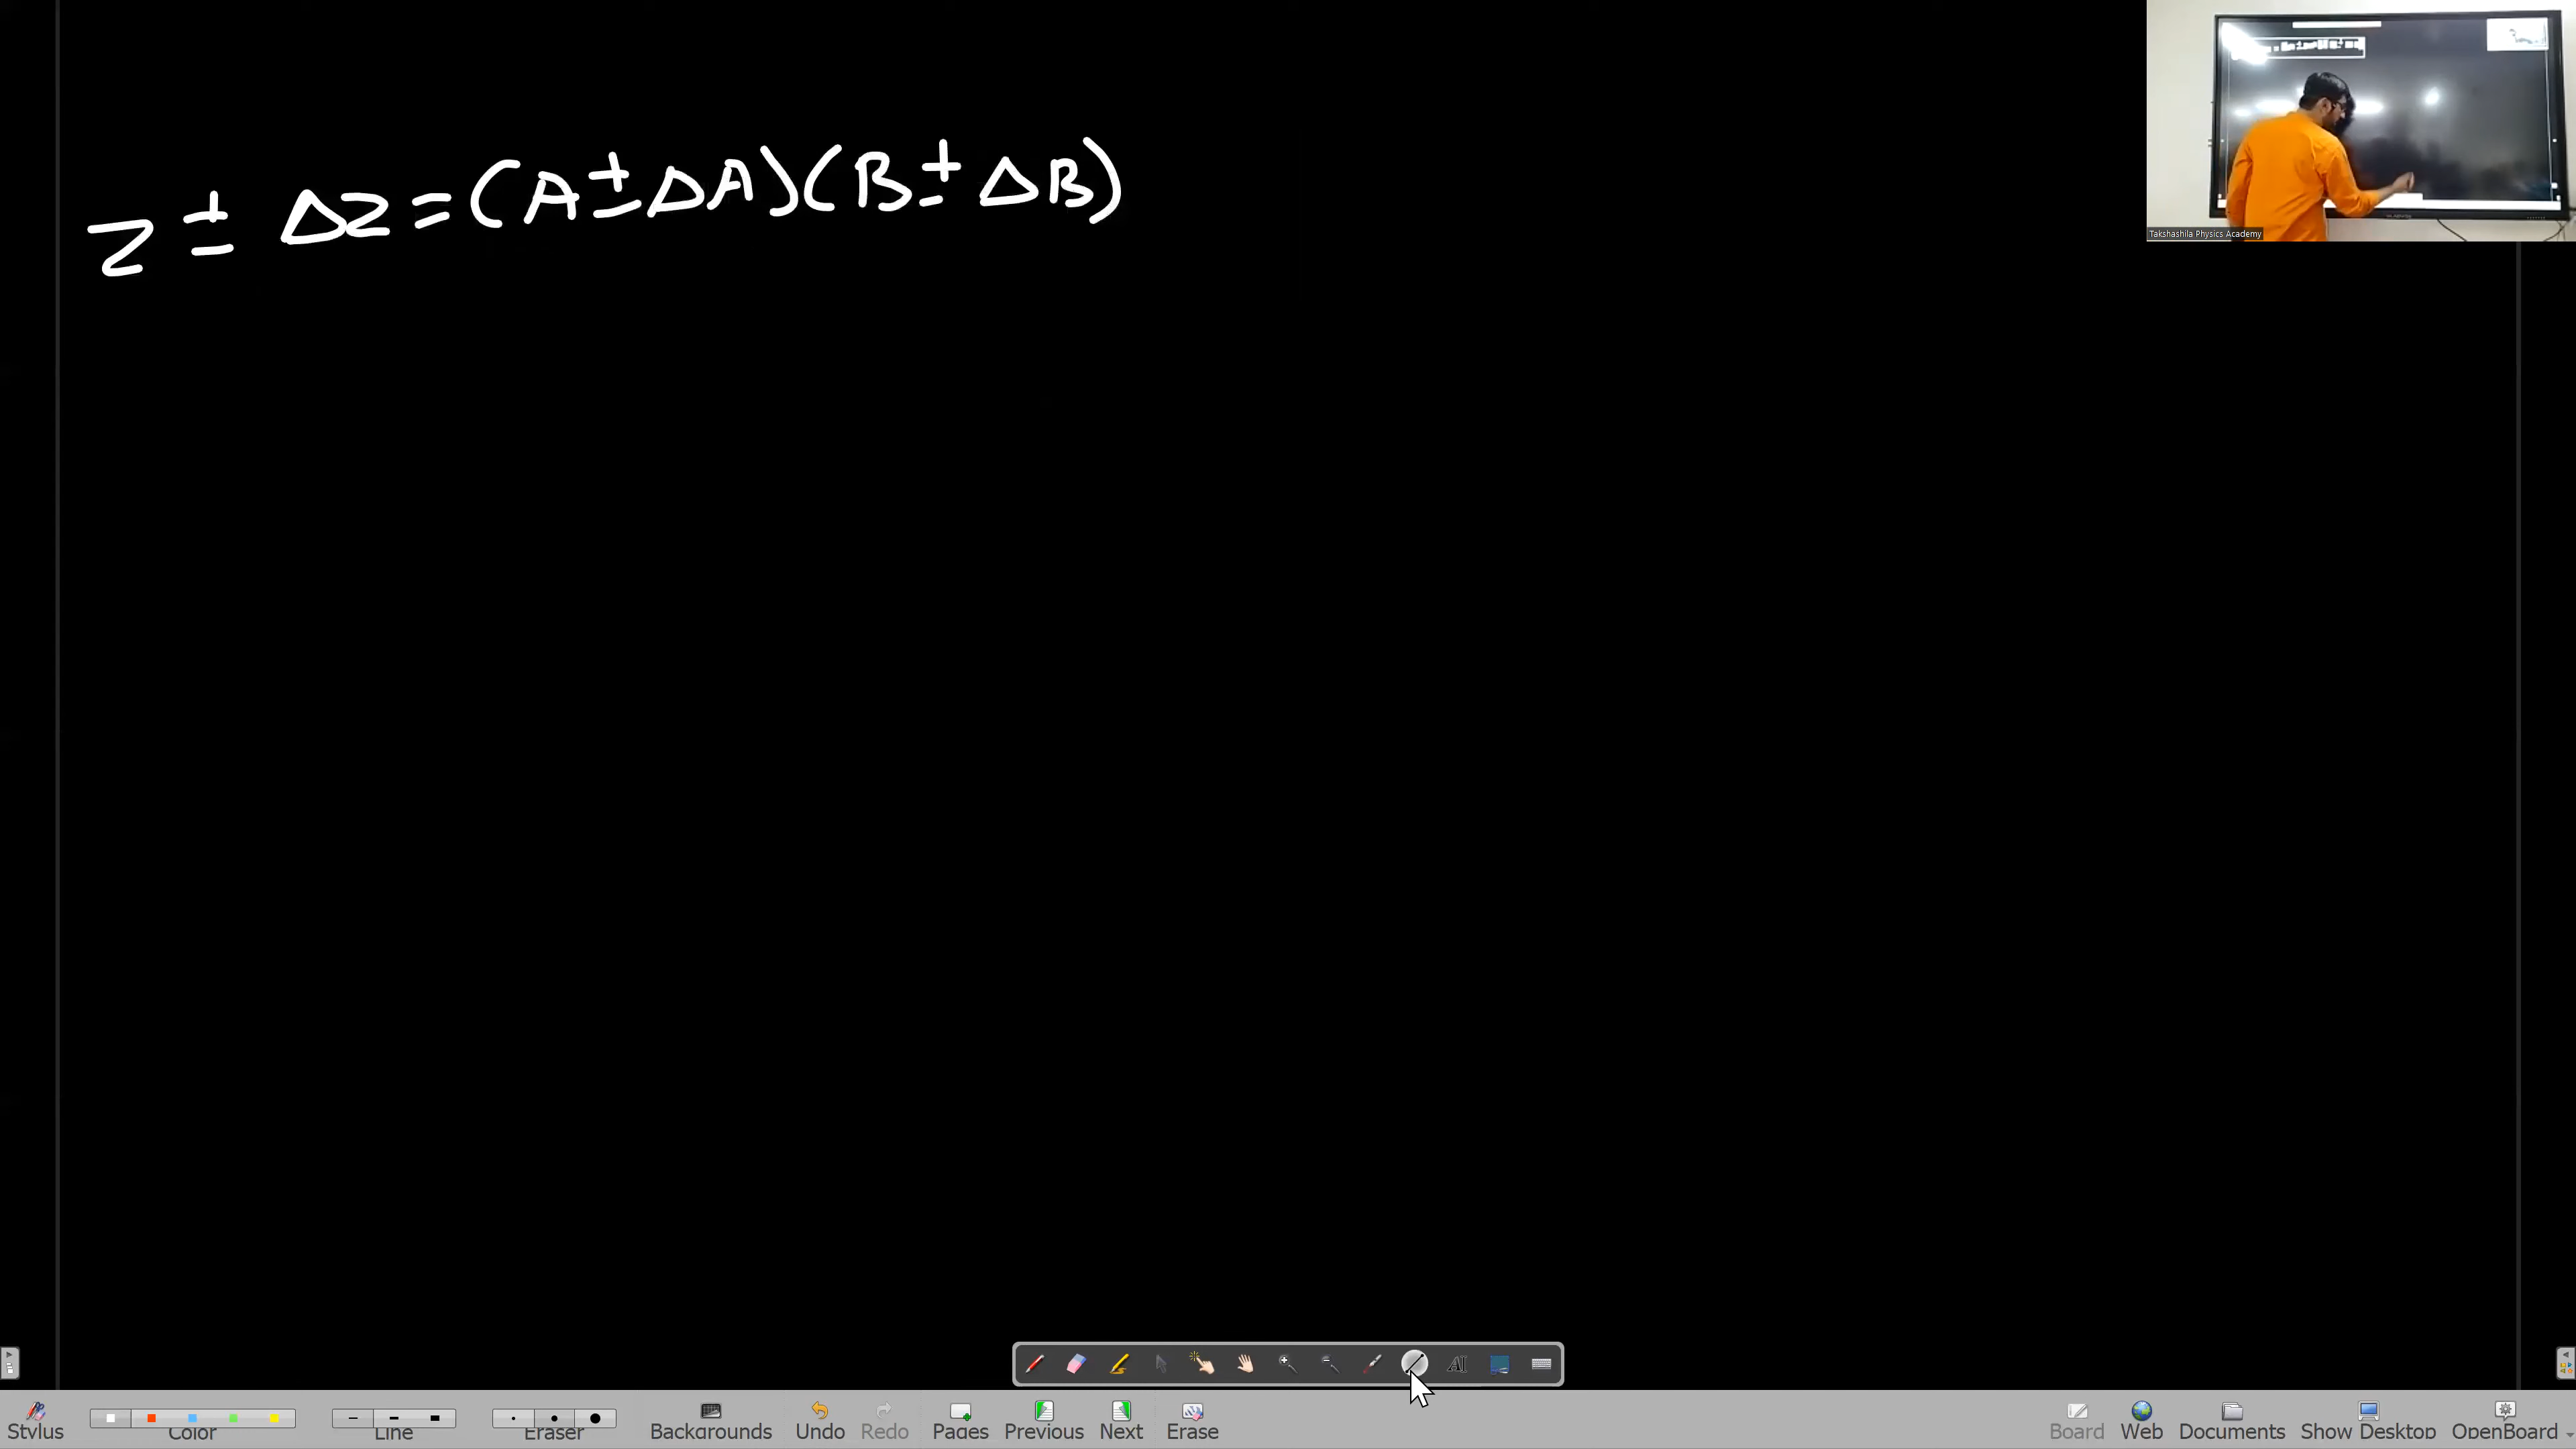 Z ± ΔZ = (A ± ΔA)(B ± ΔB)
Takshashila Physics Academy
Stylus
Color
Line
Eraser
Backgrounds
Undo
Redo
Pages
Previous
Next
Erase
Board
Web
Documents
Show Desktop
OpenBoard